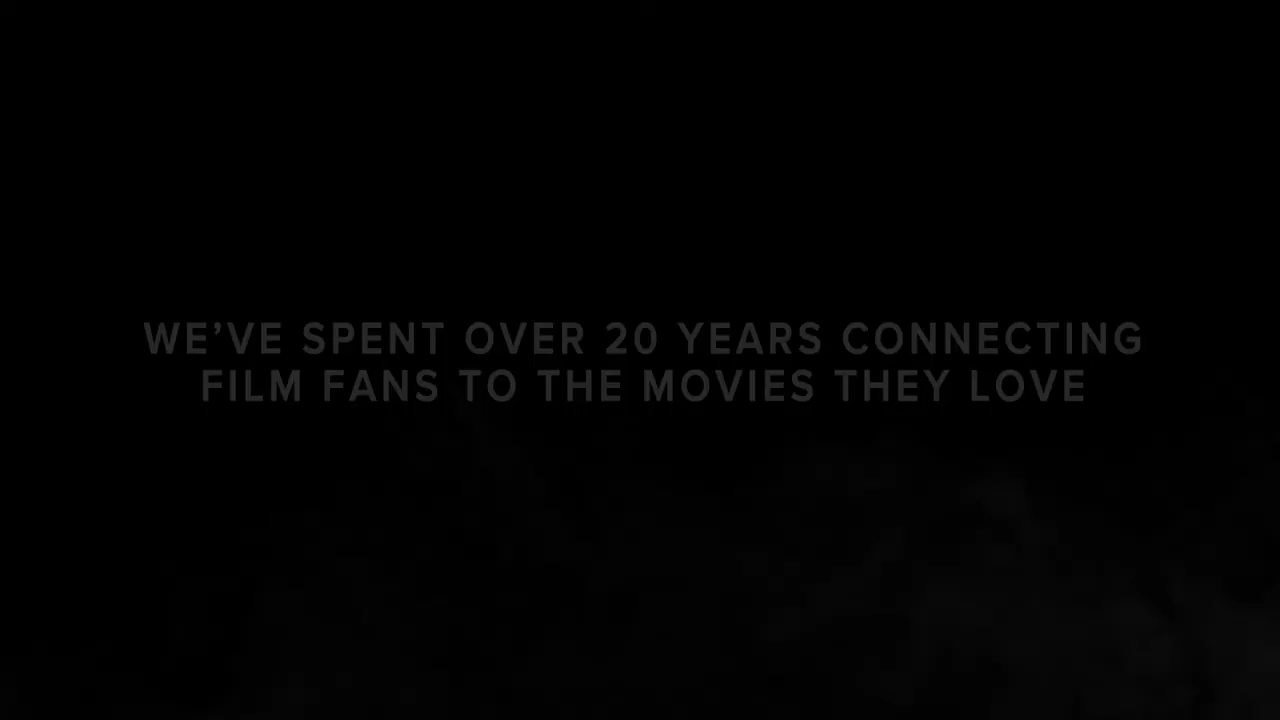 WE’VE SPENT OVER 20 YEARS CONNECTING
FILM FANS TO THE MOVIES THEY LOVE